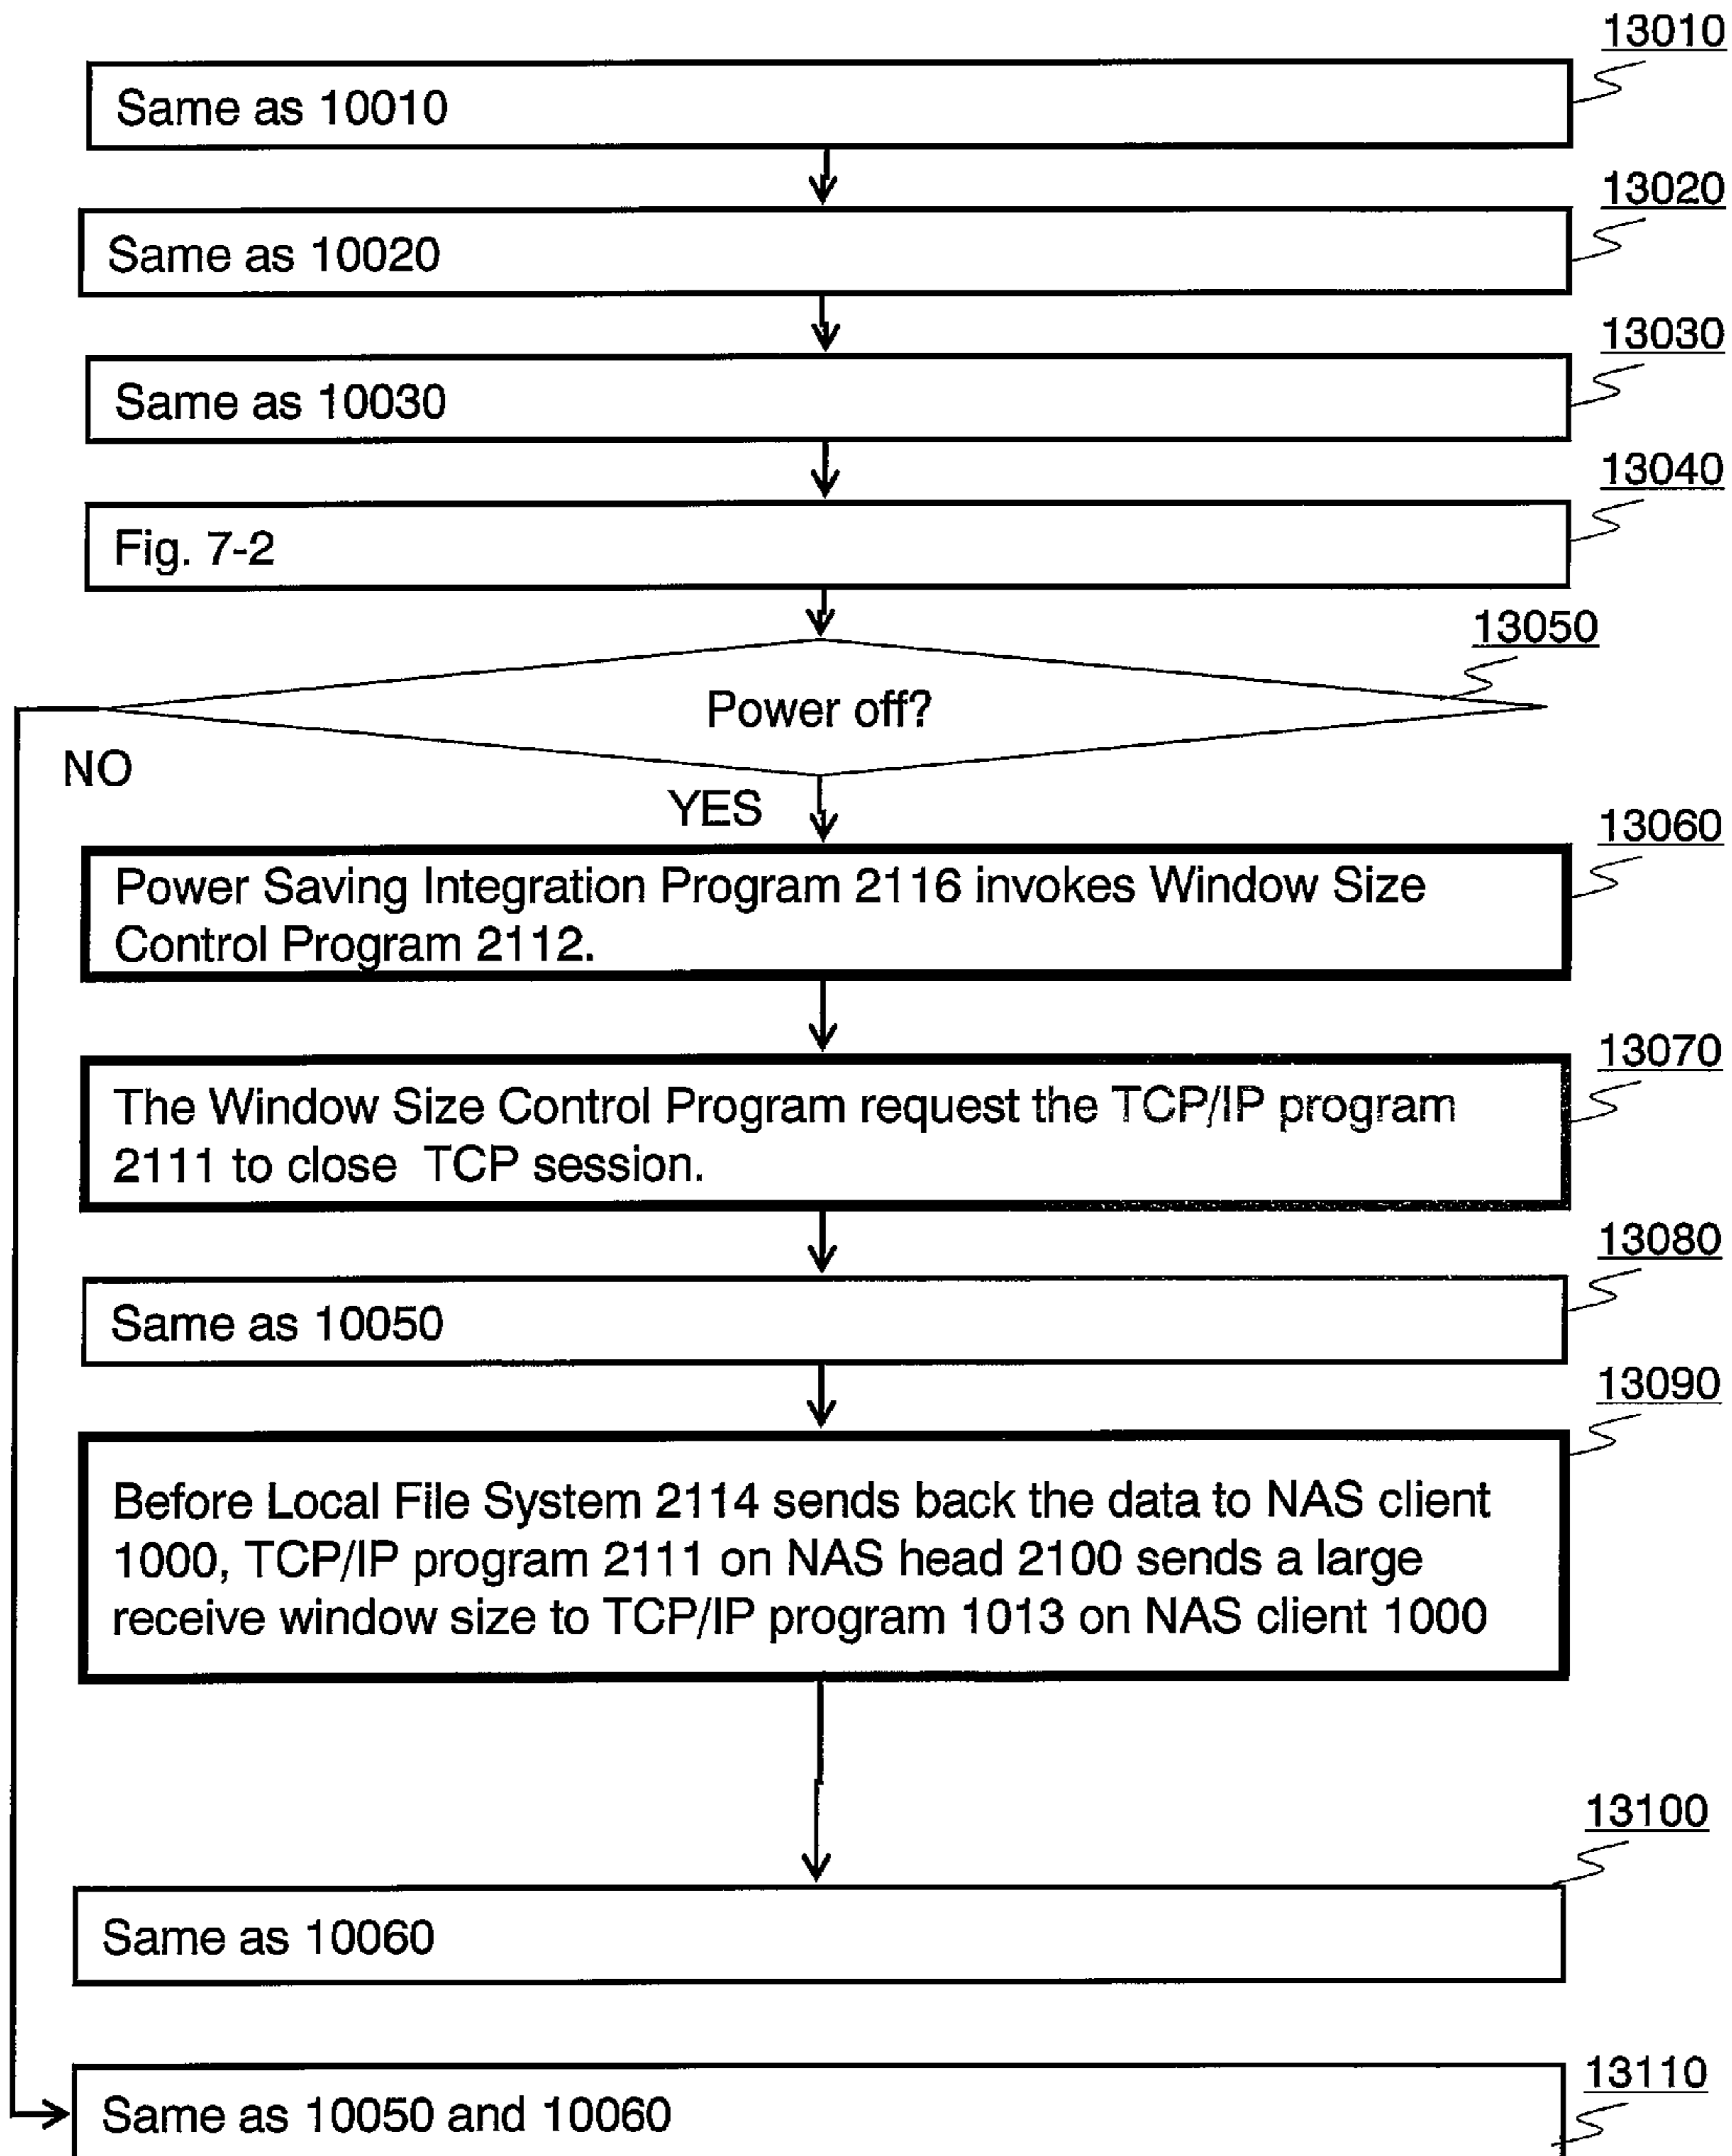 13010
Same as 10010
13020
Same as 10020
13030
Same as 10030
13040
Fig. 7-2
13050
Power off?
NO
YES
13060
Power Saving Integration Program 2116 invokes Window Size
Control Program 2112.
13070
The Window Size Control Program request the TCP/IP program
2111 to close TCP session.
13080
Same as 10050
13090
Before Local File System 2114 sends back the data to NAS client
1000, TCP/IP program 2111 on NAS head 2100 sends a large
receive window size to TCP/IP program 1013 on NAS client 1000
13100
Same as 10060
13110
Same as 10050 and 10060